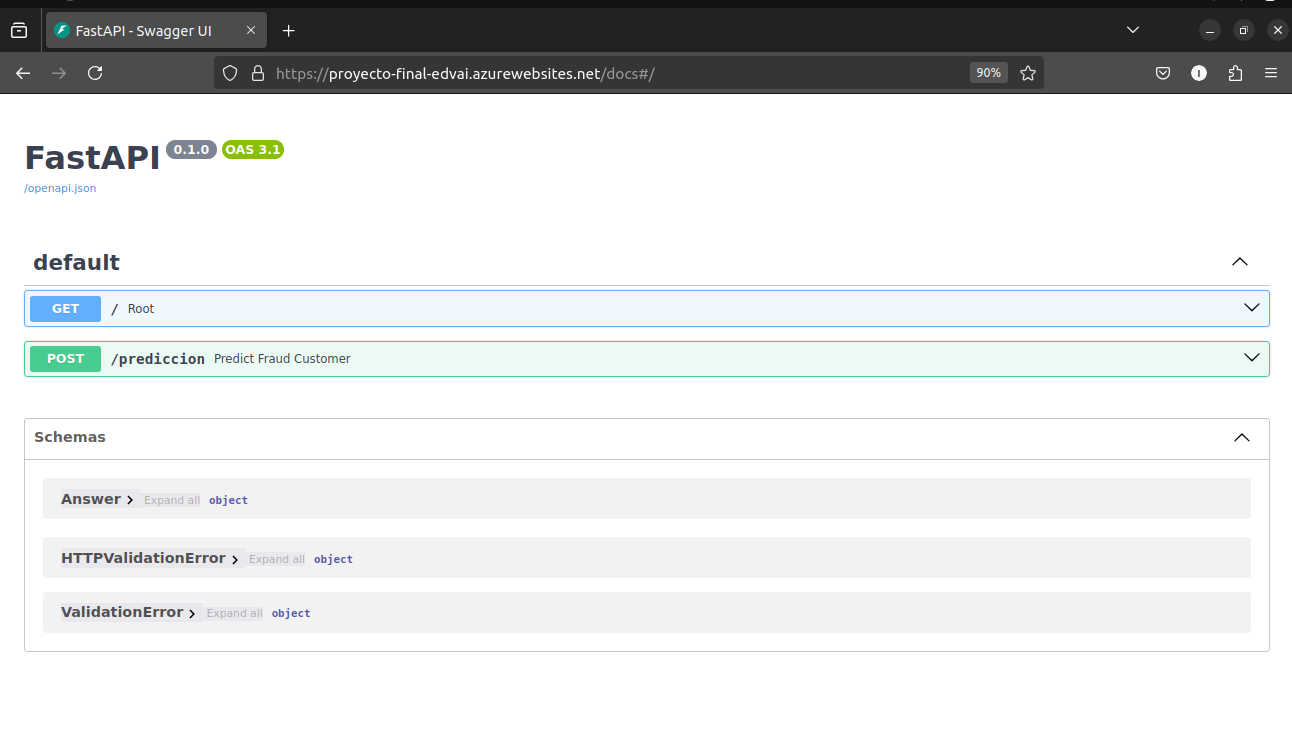 FastAPI - Swagger UI
https://proyecto-final-edvai.azurewebsites.net/docs#/
90%
FastAPI 0.1.0 OAS 3.1
/openapi.json
default
GET / Root
POST /prediccion Predict Fraud Customer
Schemas
Answer Expand all object
HTTPValidationError Expand all object
ValidationError Expand all object